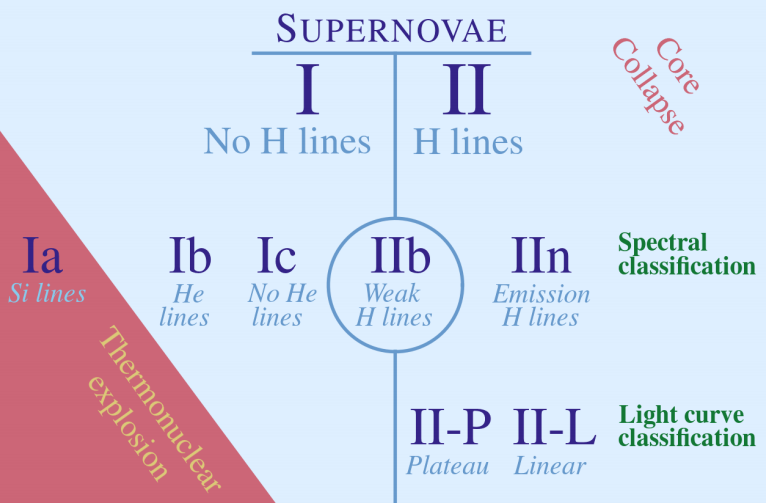 SUPERNOVAE
I
No H lines
II
H lines
Core
Collapse
Ia
Si lines
Ib
He
lines
Ic
No He
lines
IIb
Weak
H lines
IIn
Emission
H lines
Spectral
classification
Thermonuclear
explosion
II-P
Plateau
II-L
Linear
Light curve
classification